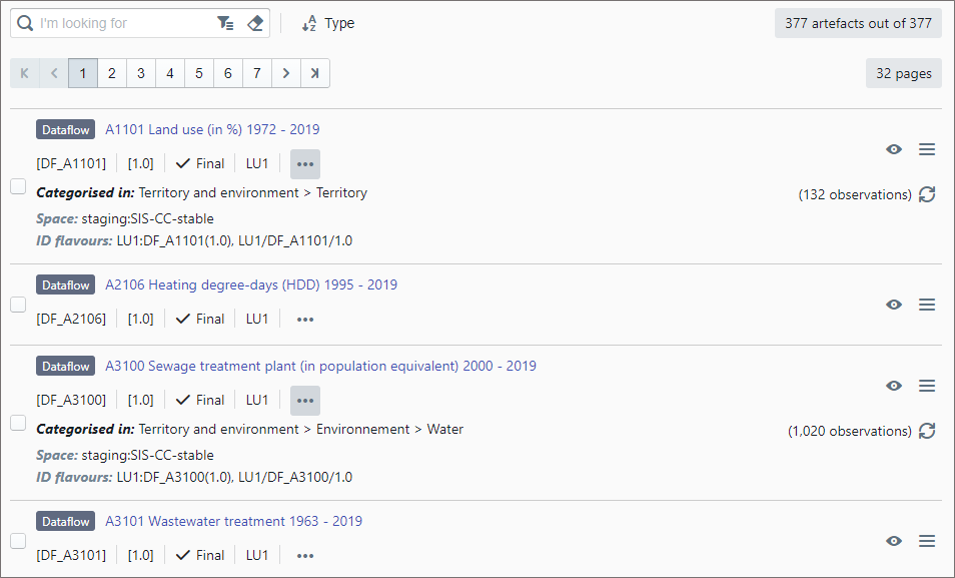 I'm looking for
Type
377 artefacts out of 377
1 2 3 4 5 6 7
32 pages
Dataflow A1101 Land use (in %) 1972 - 2019
[DF_A1101] [1.0] Final LU1
Categorised in: Territory and environment > Territory
(132 observations)
Space: staging:SIS-CC-stable
ID flavours: LU1:DF_A1101(1.0), LU1/DF_A1101/1.0
Dataflow A2106 Heating degree-days (HDD) 1995 - 2019
[DF_A2106] [1.0] Final LU1
Dataflow A3100 Sewage treatment plant (in population equivalent) 2000 - 2019
[DF_A3100] [1.0] Final LU1
Categorised in: Territory and environment > Environnement > Water
(1,020 observations)
Space: staging:SIS-CC-stable
ID flavours: LU1:DF_A3100(1.0), LU1/DF_A3100/1.0
Dataflow A3101 Wastewater treatment 1963 - 2019
[DF_A3101] [1.0] Final LU1